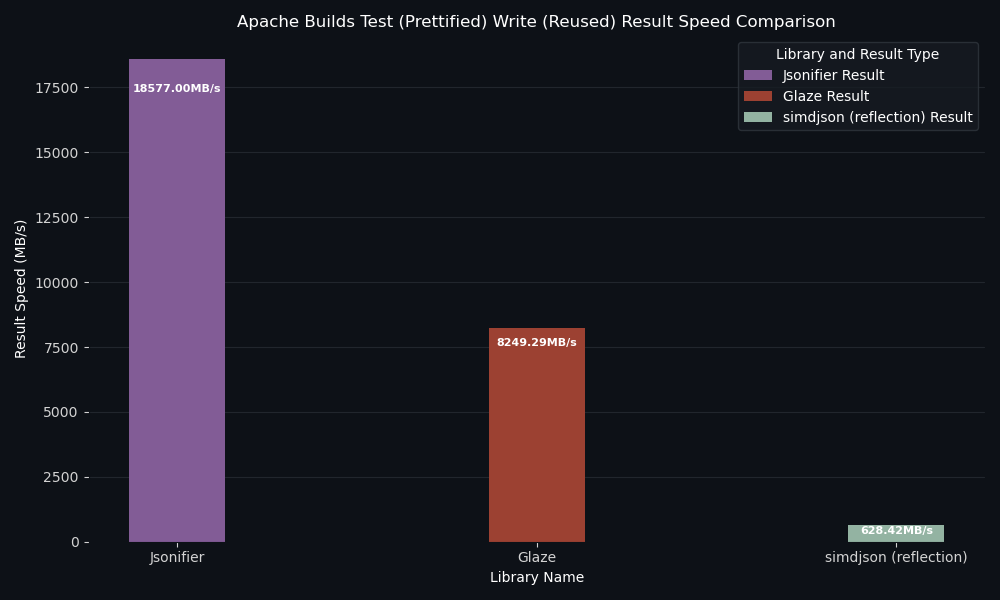 Apache Builds Test (Prettified) Write (Reused) Result Speed Comparison
Library and Result Type
Jsonifier Result
Glaze Result
simdjson (reflection) Result
Result Speed (MB/s)
17500
15000
12500
10000
7500
5000
2500
0
18577.00MB/s
8249.29MB/s
628.42MB/s
Jsonifier
Glaze
simdjson (reflection)
Library Name